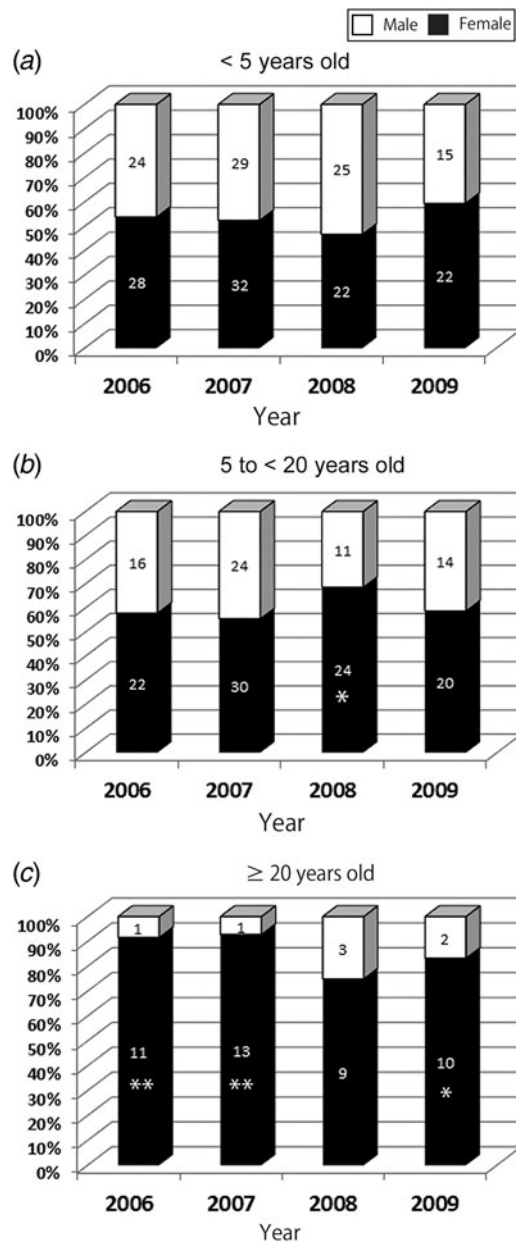 Male Female
(a) < 5 years old
100%
90%
80%
70%
60%
50%
40%
30%
20%
10%
0%
24 29 25 15
28 32 22 22
2006 2007 2008 2009
Year
(b) 5 to < 20 years old
100%
90%
80%
70%
60%
50%
40%
30%
20%
10%
0%
16 24 11 14
22 30 24 20
*
2006 2007 2008 2009
Year
(c) ≥ 20 years old
100%
90%
80%
70%
60%
50%
40%
30%
20%
10%
0%
1 1 3 2
11 13 9 10
** ** *
2006 2007 2008 2009
Year